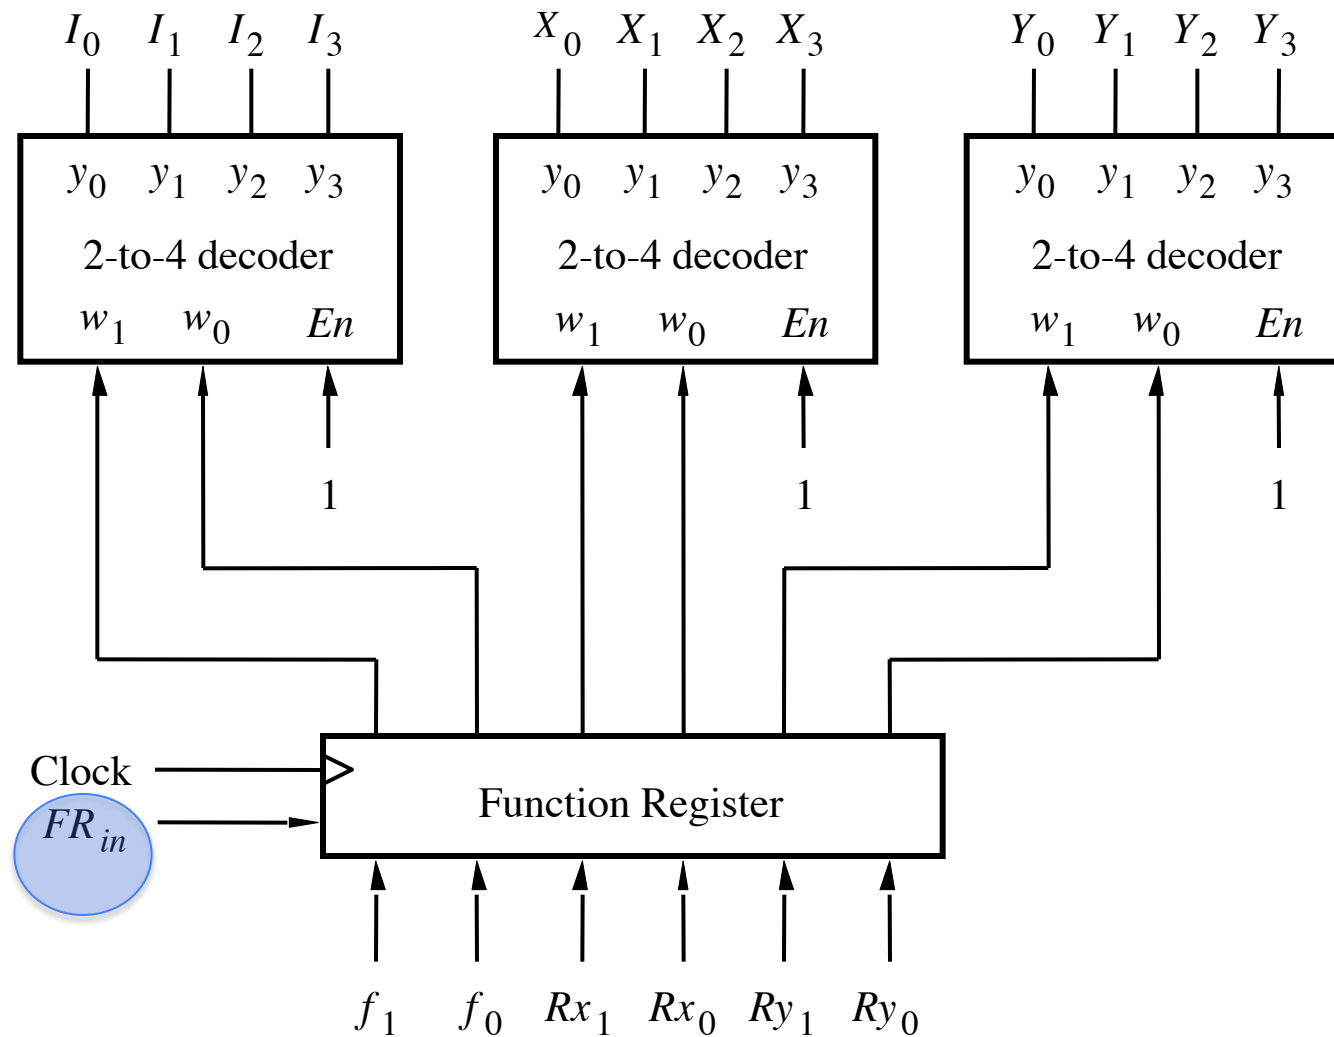 I0 I1 I2 I3 X0 X1 X2 X3 Y0 Y1 Y2 Y3
y0 y1 y2 y3 y0 y1 y2 y3 y0 y1 y2 y3
2-to-4 decoder 2-to-4 decoder 2-to-4 decoder
w1 w0 En w1 w0 En w1 w0 En
1 1 1
Clock
FRin
Function Register
f1 f0 Rx1 Rx0 Ry1 Ry0